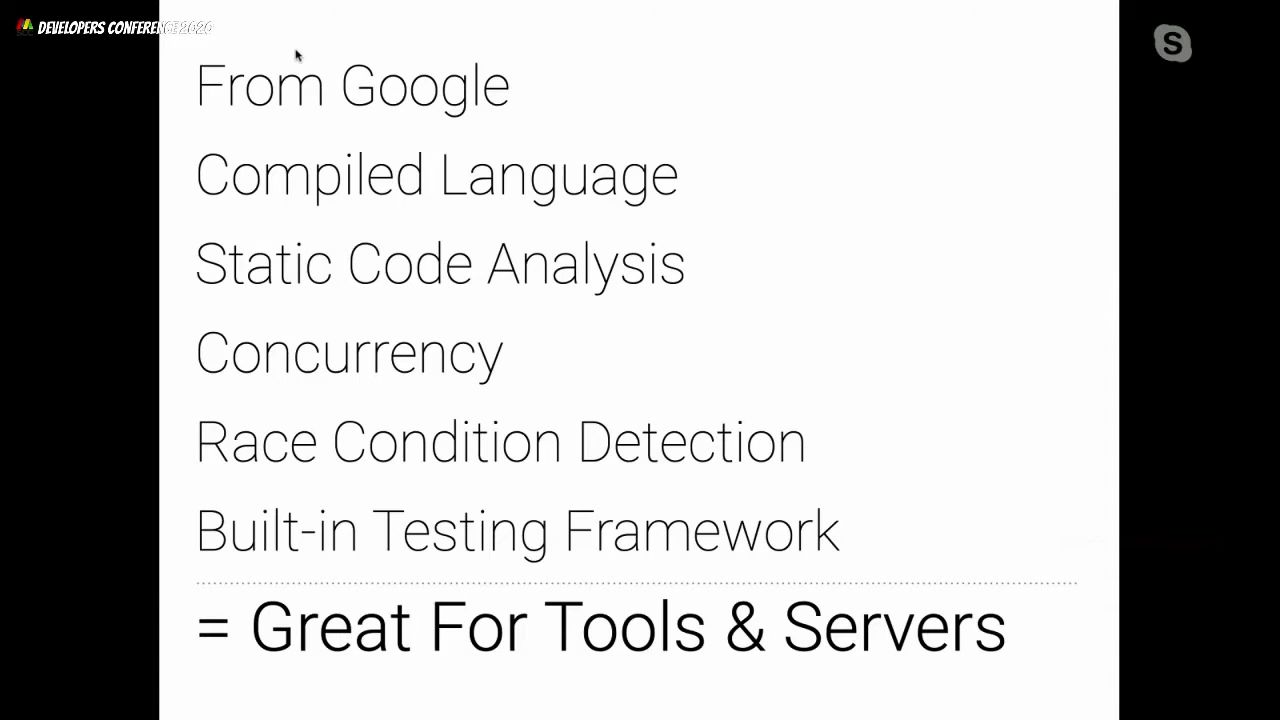 DEVELOPERS CONFERENCE 2020
From Google
Compiled Language
Static Code Analysis
Concurrency
Race Condition Detection
Built-in Testing Framework
= Great For Tools & Servers